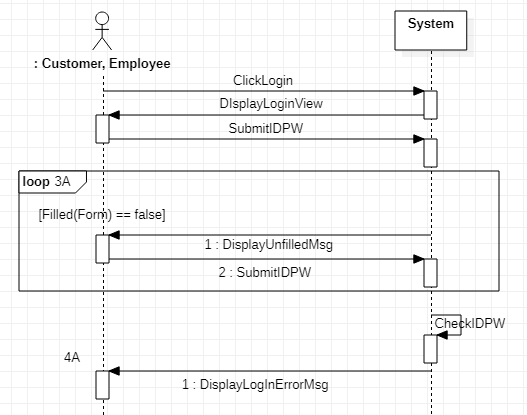 System
: Customer, Employee
ClickLogin
DIsplayLoginView
SubmitIDPW
loop 3A
[Filled(Form) == false]
1 : DisplayUnfilledMsg
2 : SubmitIDPW
CheckIDPW
4A
1 : DisplayLogInErrorMsg